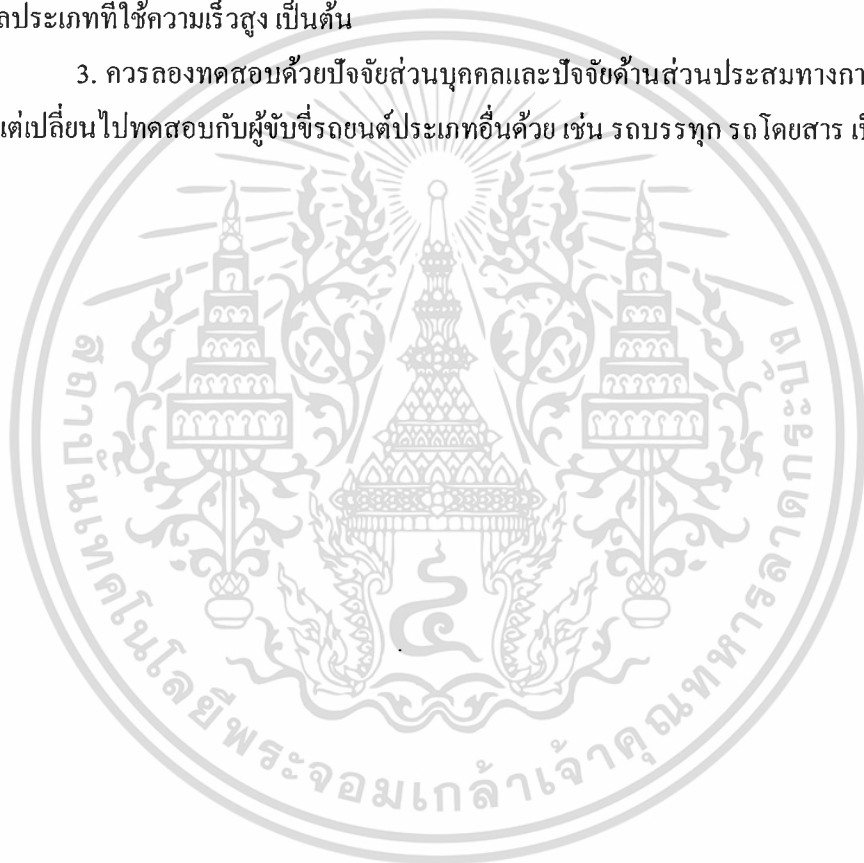 ลประเภทที่ใช้ความเร็วสูง เป็นต้น
3. ควรลองทดสอบด้วยปัจจัยส่วนบุคคลและปัจจัยด้านส่วนประสมทางกา
แต่เปลี่ยนไปทดสอบกับผู้ขับขี่รถยนต์ประเภทอื่นด้วย เช่น รถบรรทุก รถโดยสาร เป็
สถาบันเทคโนโลยีพระจอมเกล้าเจ้าคุณทหารลาดกระบัง
๔